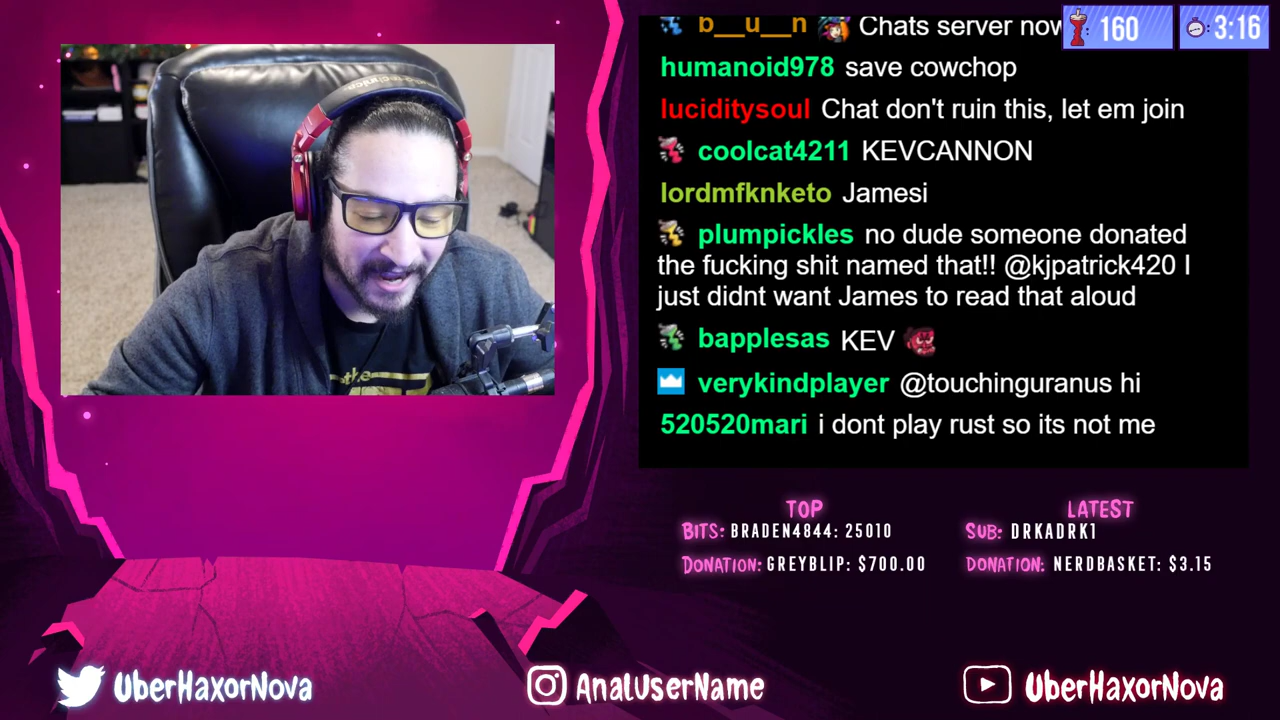 b__u__n Chats server now
160
3:16
humanoid978 save cowchop
luciditysoul Chat don't ruin this, let em join
coolcat4211 KEVCANNON
lordmfknketo Jamesi
plumpickles no dude someone donated
the fucking shit named that!! @kjpatrick420 I
just didnt want James to read that aloud
bapplesas KEV
verykindplayer @touchinguranus hi
520520mari i dont play rust so its not me
the
TOP
BITS: BRADEN4844: 25010
DONATION: GREYBLIP: $700.00
LATEST
SUB: DRKADRK1
DONATION: NERDBASKET: $3.15
UberHaxorNova
AnalUserName
UberHaxorNova